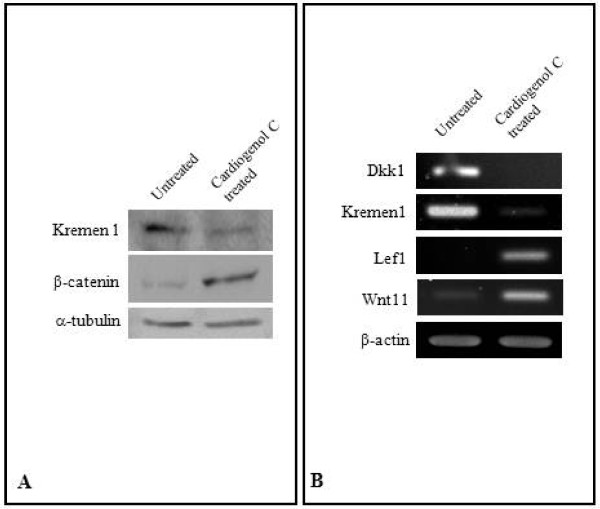 Untreated
Cardiogenol C
treated
Kremen 1
β-catenin
α-tubulin
A
Untreated
Cardiogenol C
treated
Dkk1
Kremen1
Lef1
Wnt11
β-actin
B